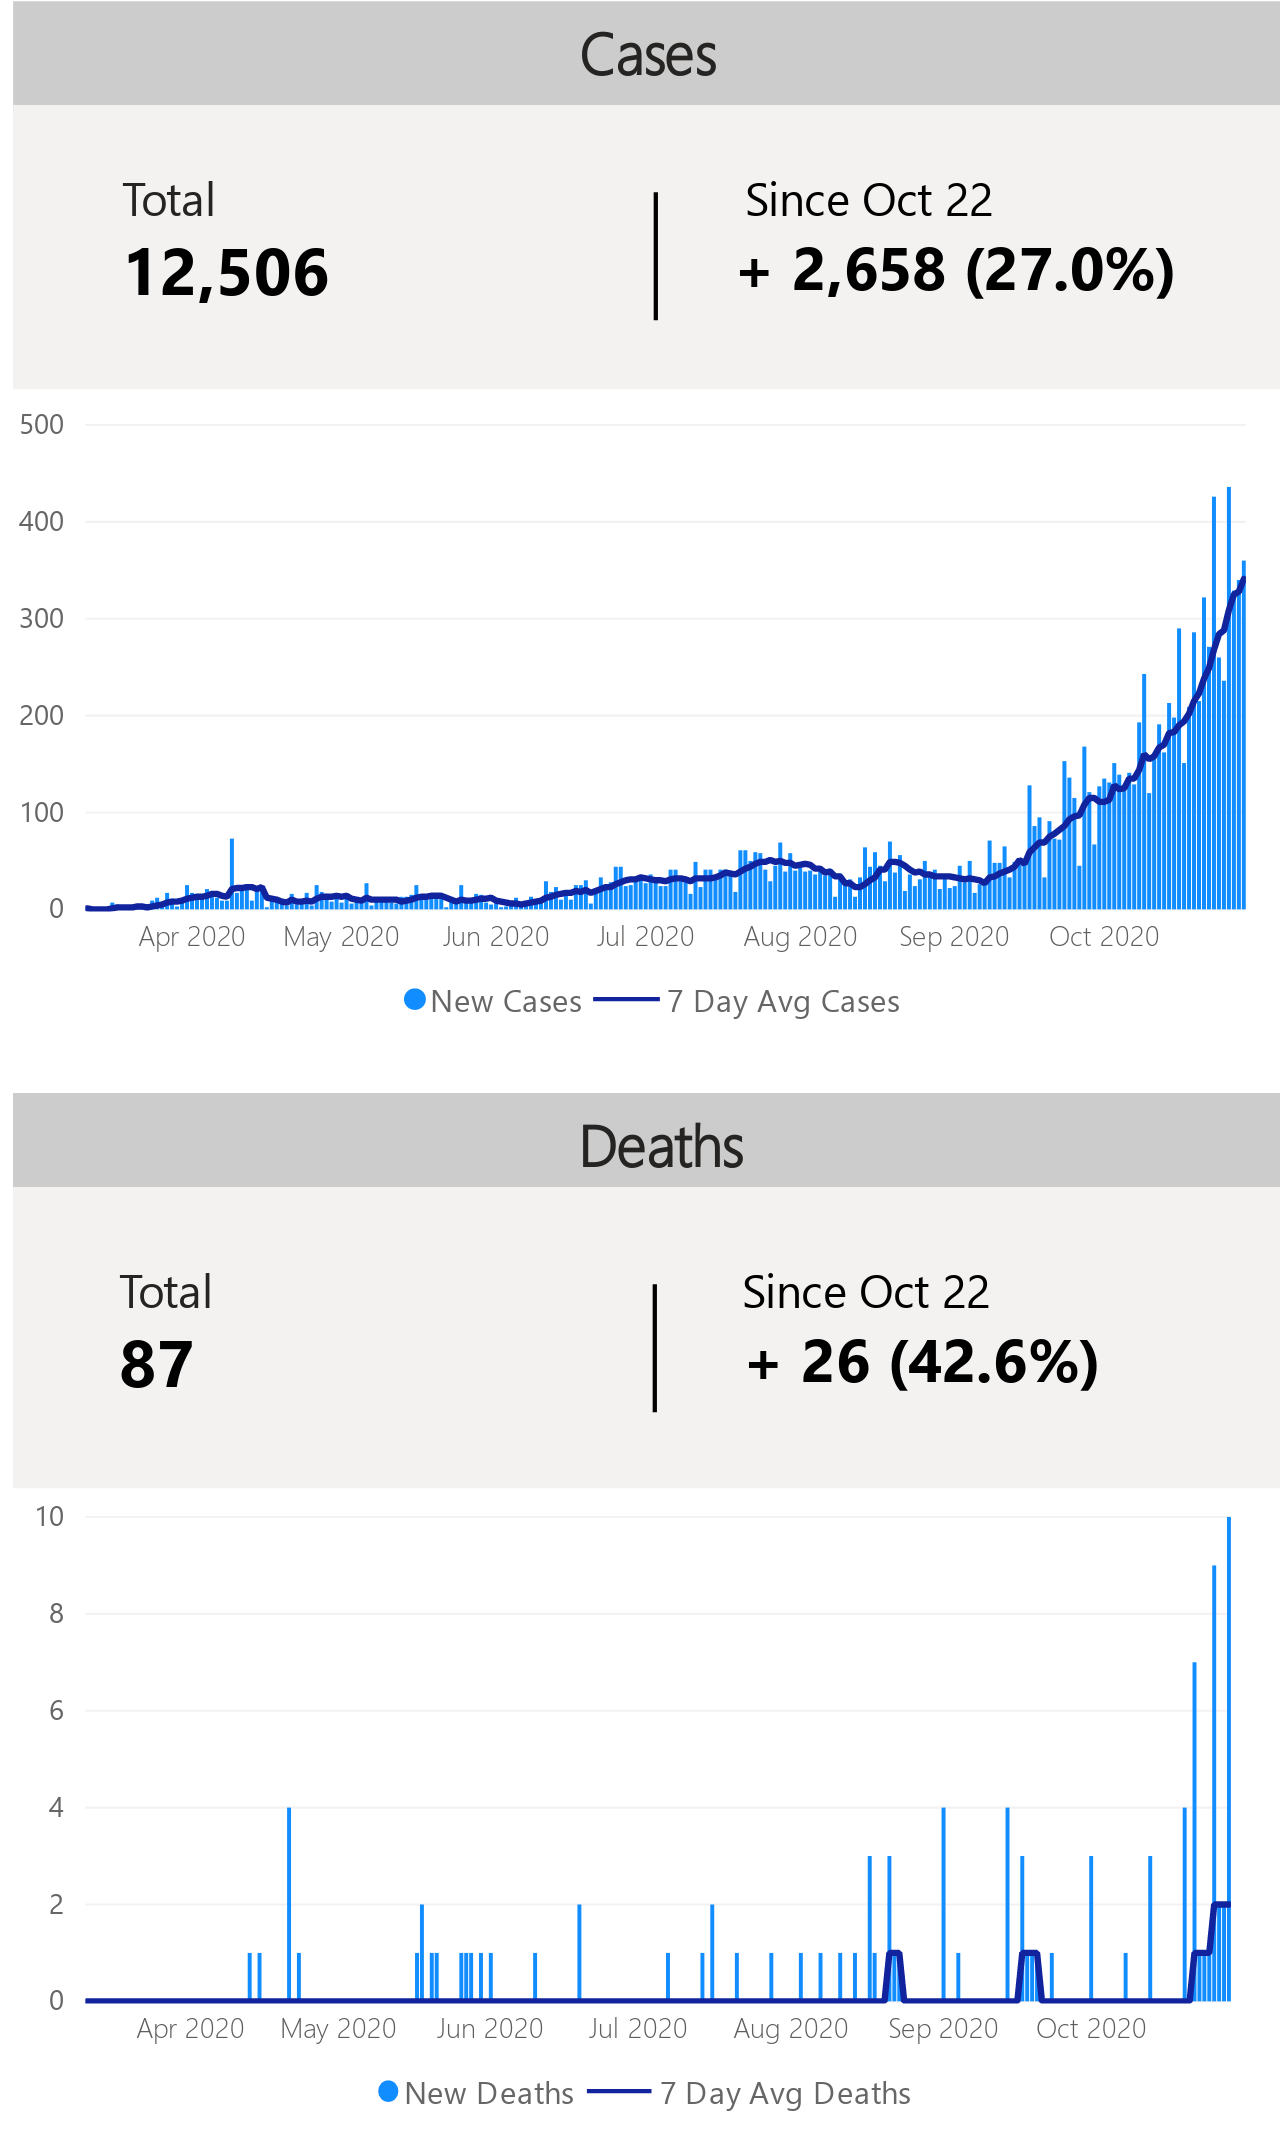 Cases
Total
Since Oct 22
12,506
+ 2,658 (27.0%)
500
400
300
200
100
0
Apr 2020 May 2020 Jun 2020 Jul 2020 Aug 2020 Sep 2020 Oct 2020
New Cases 7 Day Avg Cases
Deaths
Total
Since Oct 22
87
+ 26 (42.6%)
10
8
6
4
2
0
Apr 2020 May 2020 Jun 2020 Jul 2020 Aug 2020 Sep 2020 Oct 2020
New Deaths 7 Day Avg Deaths